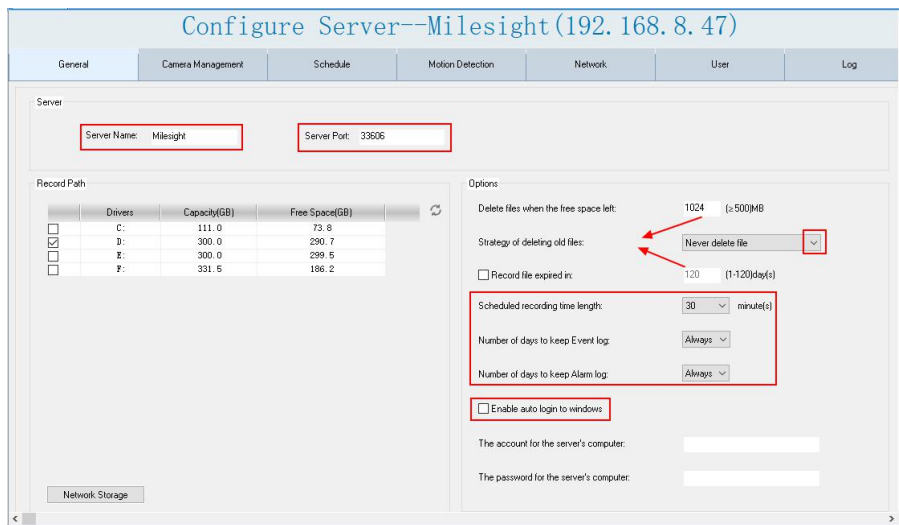 Configure Server--Milesight(192.168.8.47)
General Camera Management Schedule Motion Detection Network User Log
Server
Server Name: Milesight Server Port: 33606
Record Path
Drivers Capacity(GB) Free Space(GB)
C: 111.0 73.8
D: 300.0 290.7
E: 300.0 299.5
F: 331.5 186.2
Network Storage
Options
Delete files when the free space left: 1024 (≥500)MB
Strategy of deleting old files: Never delete file
Record file expired in: 120 (1-120)day(s)
Scheduled recording time length: 30 minute(s)
Number of days to keep Event log: Always
Number of days to keep Alarm log: Always
Enable auto login to windows
The account for the server's computer:
The password for the server's computer: